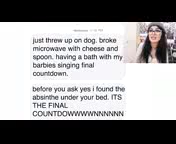 just threw up on dog. broke
microwave with cheese and
spoon. having a bath with my
barbies singing final
countdown.
before you ask yes i found the
absinthe under your bed. ITS
THE FINAL
COUNTDOWWWWNNNNNN